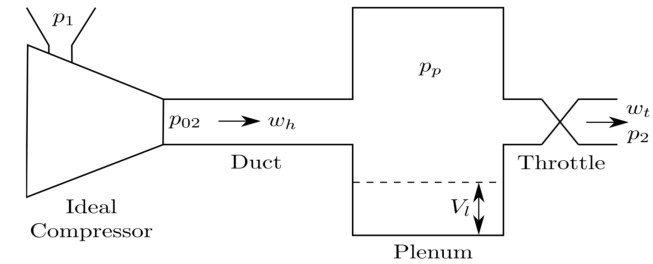 p1
pp
p02
wh
wt
p2
Duct
Throttle
Vl
Ideal
Compressor
Plenum